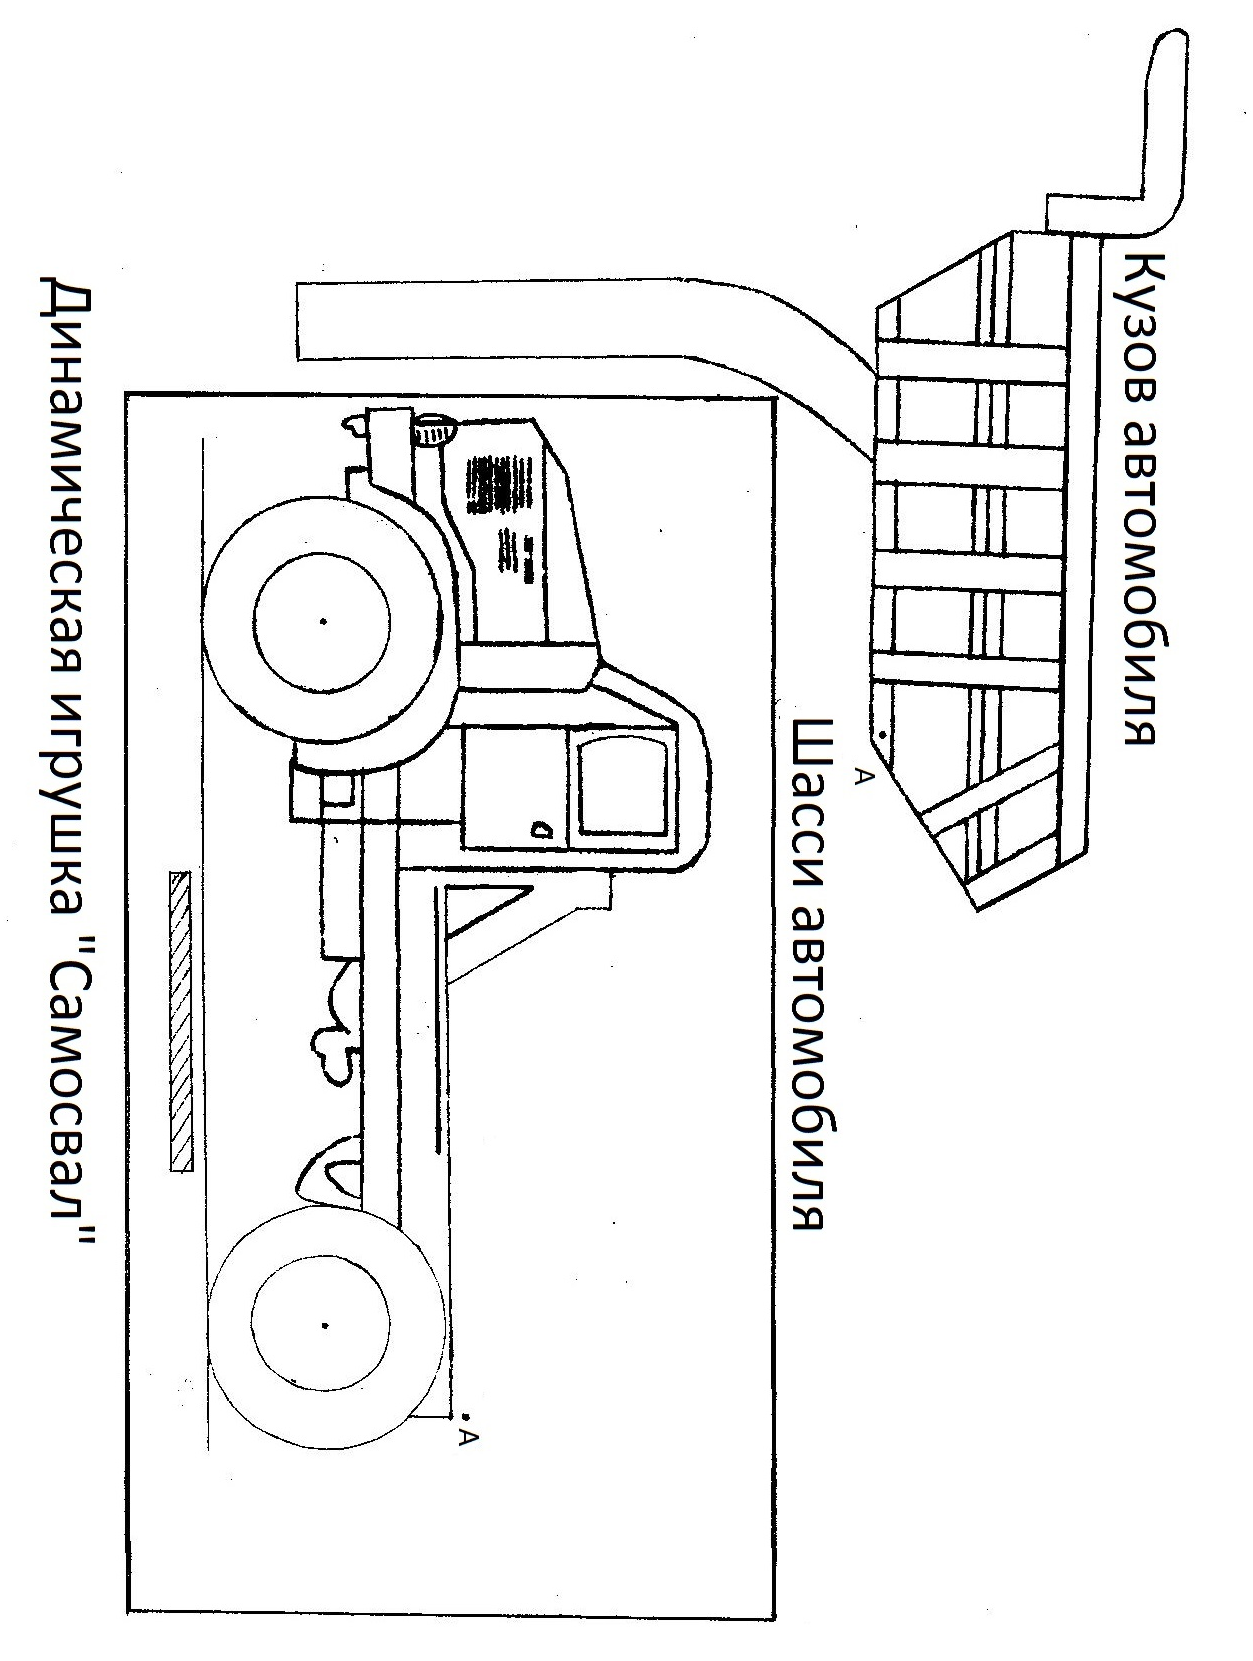 Кузов автомобиля
А
Шасси автомобиля
А
Динамическая игрушка "Самосвал"